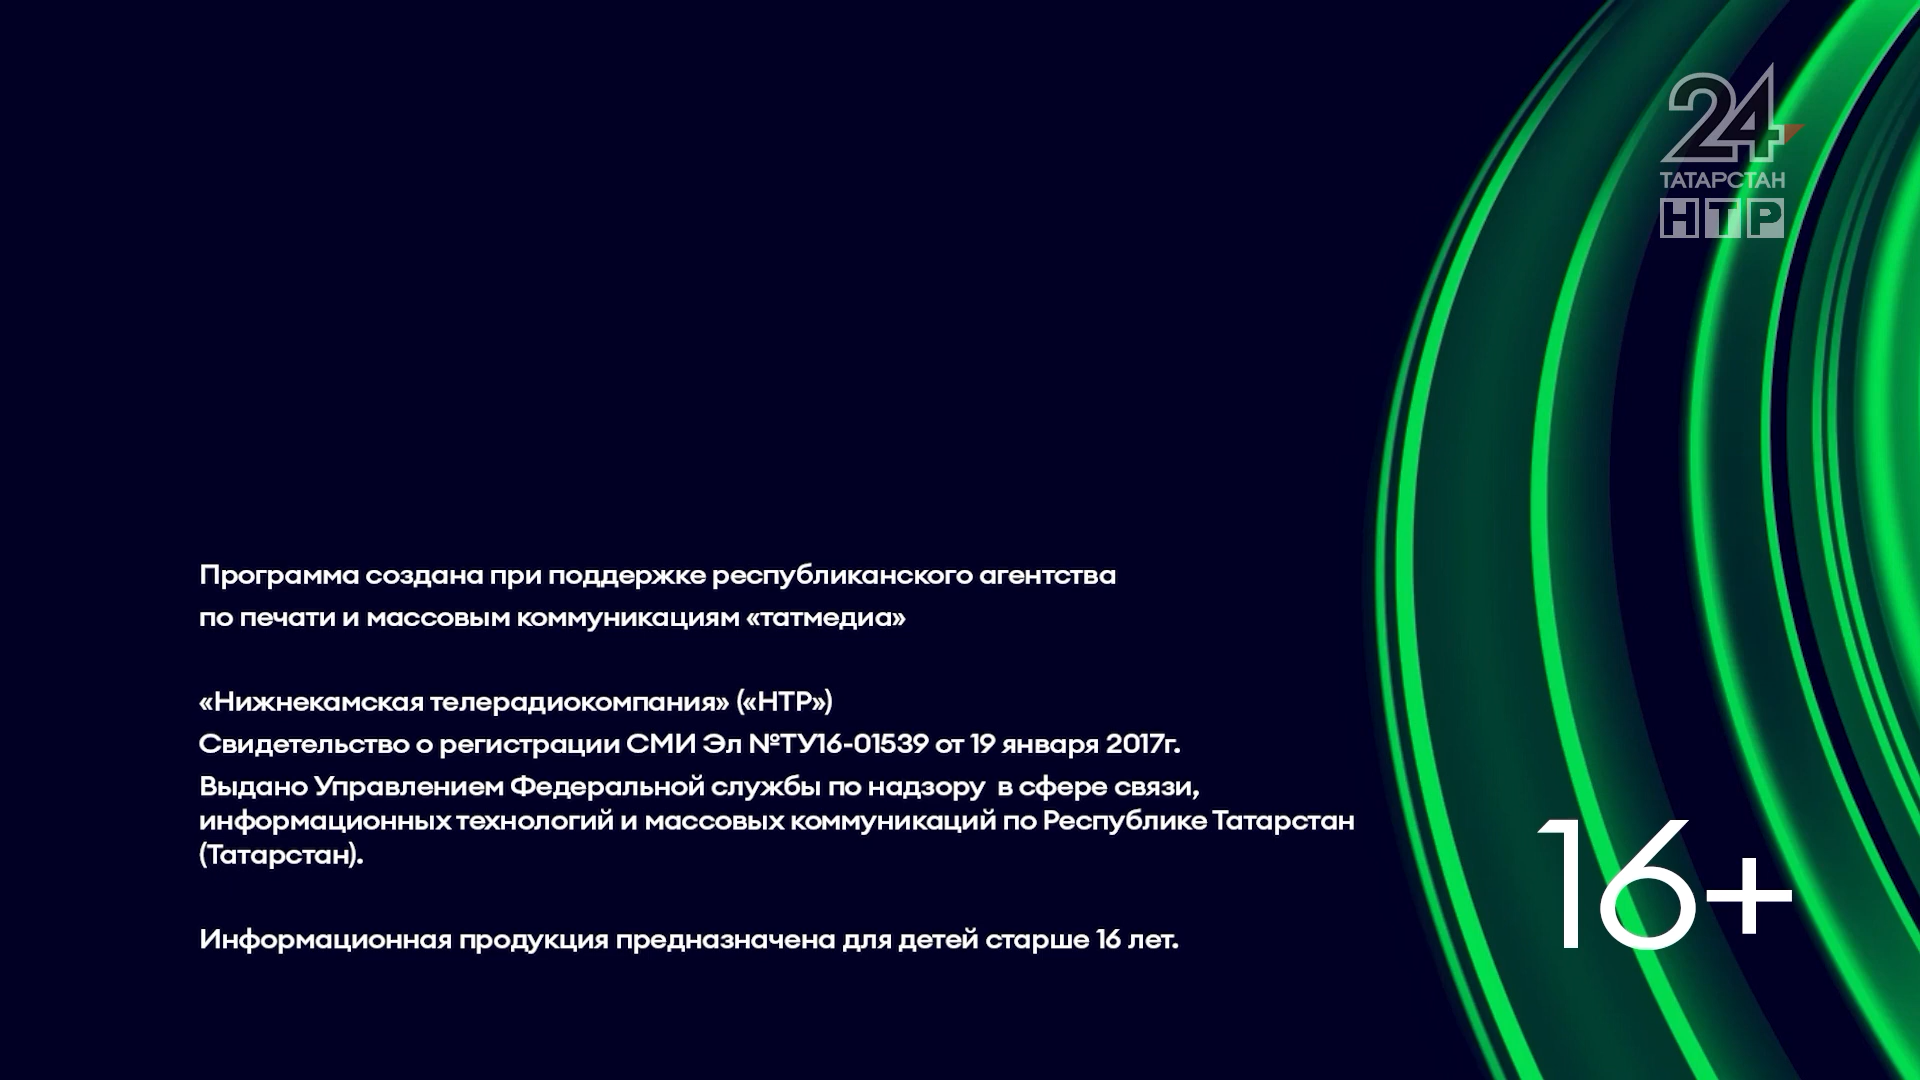 24
ТАТАРСТАН
НТР
Программа создана при поддержке республиканского агентства
по печати и массовым коммуникациям «татмедиа»
«Нижнекамская телерадиокомпания» («НТР»)
Свидетельство о регистрации СМИ Эл №ТУ16-01539 от 19 января 2017г.
Выдано Управлением Федеральной службы по надзору  в сфере связи,
информационных технологий и массовых коммуникаций по Республике Татарстан
(Татарстан).
16+
Информационная продукция предназначена для детей старше 16 лет.